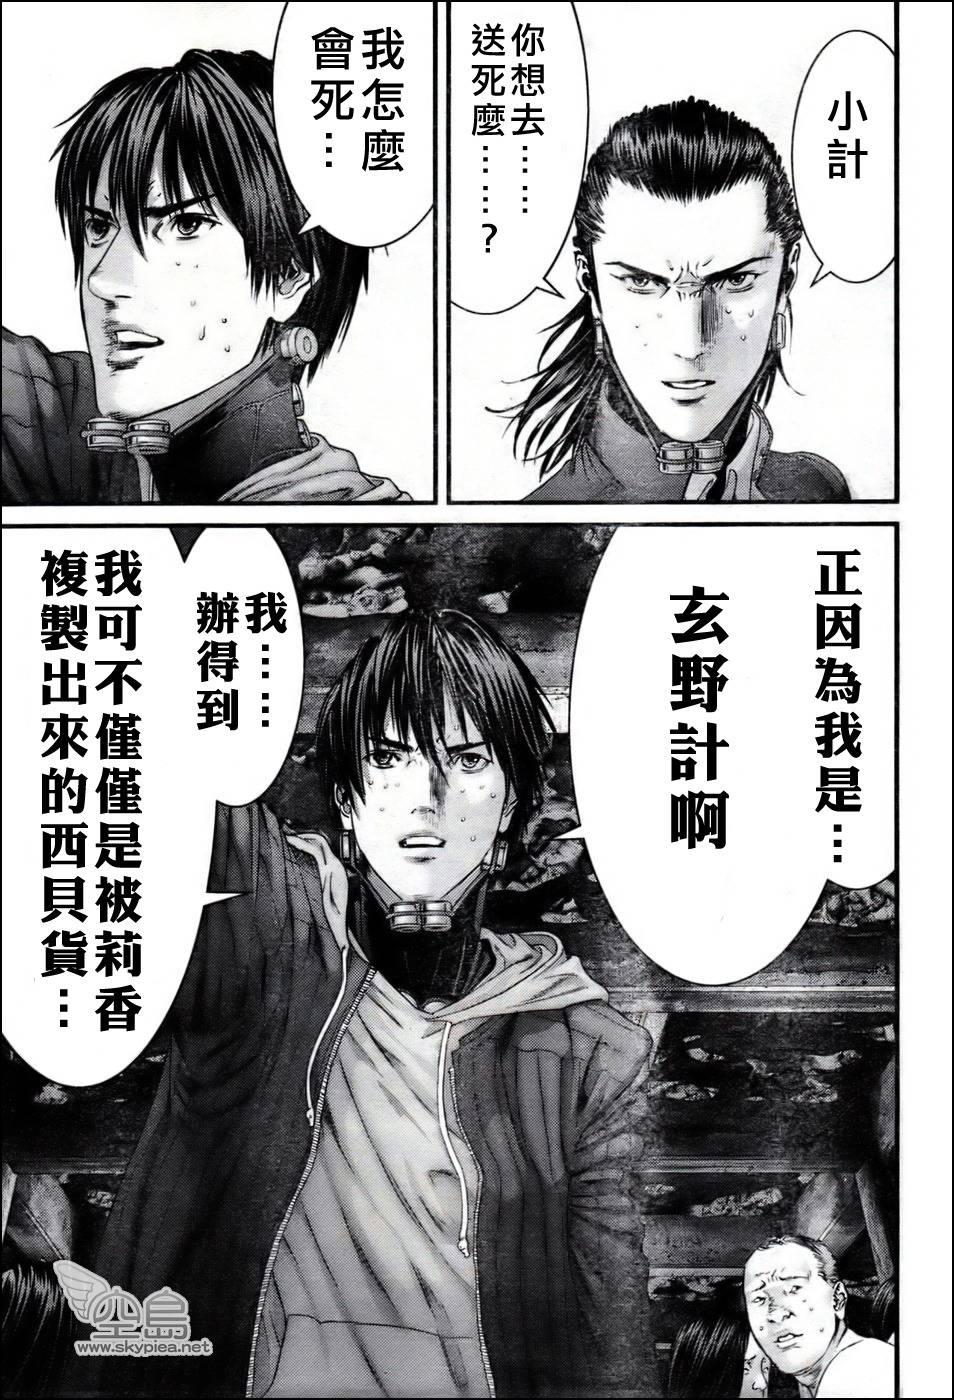 小計
你想去……
送死麼……？
我怎麼
會死…
正因為我是…
玄野計啊
我……
辦得到
我可不僅僅是被莉香
複製出來的西貝貨…
空島
www.skypiea.net